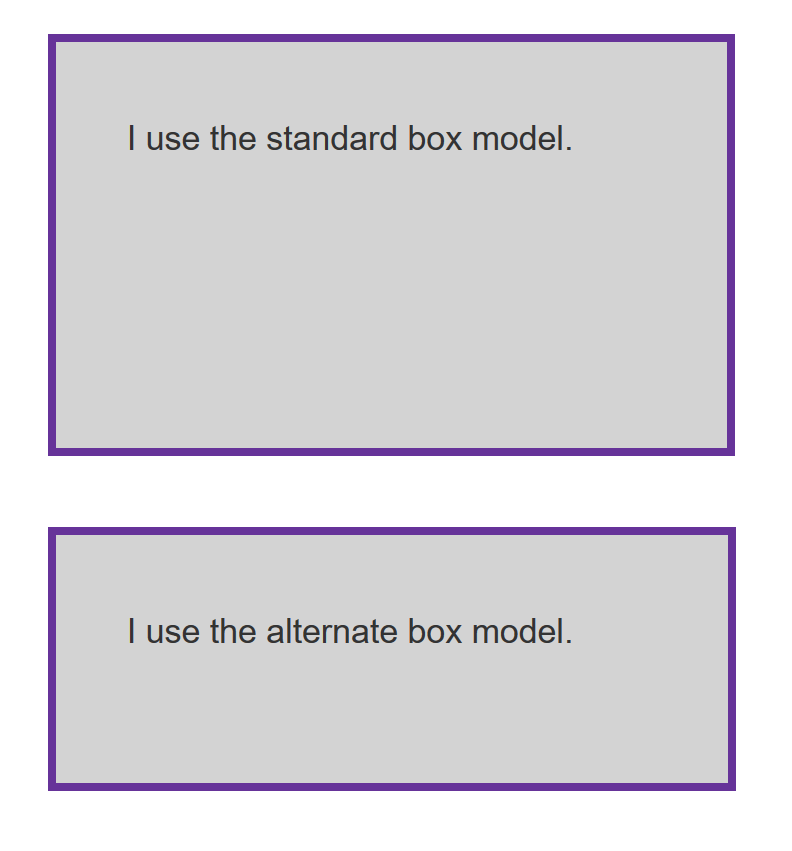 I use the standard box model.
I use the alternate box model.